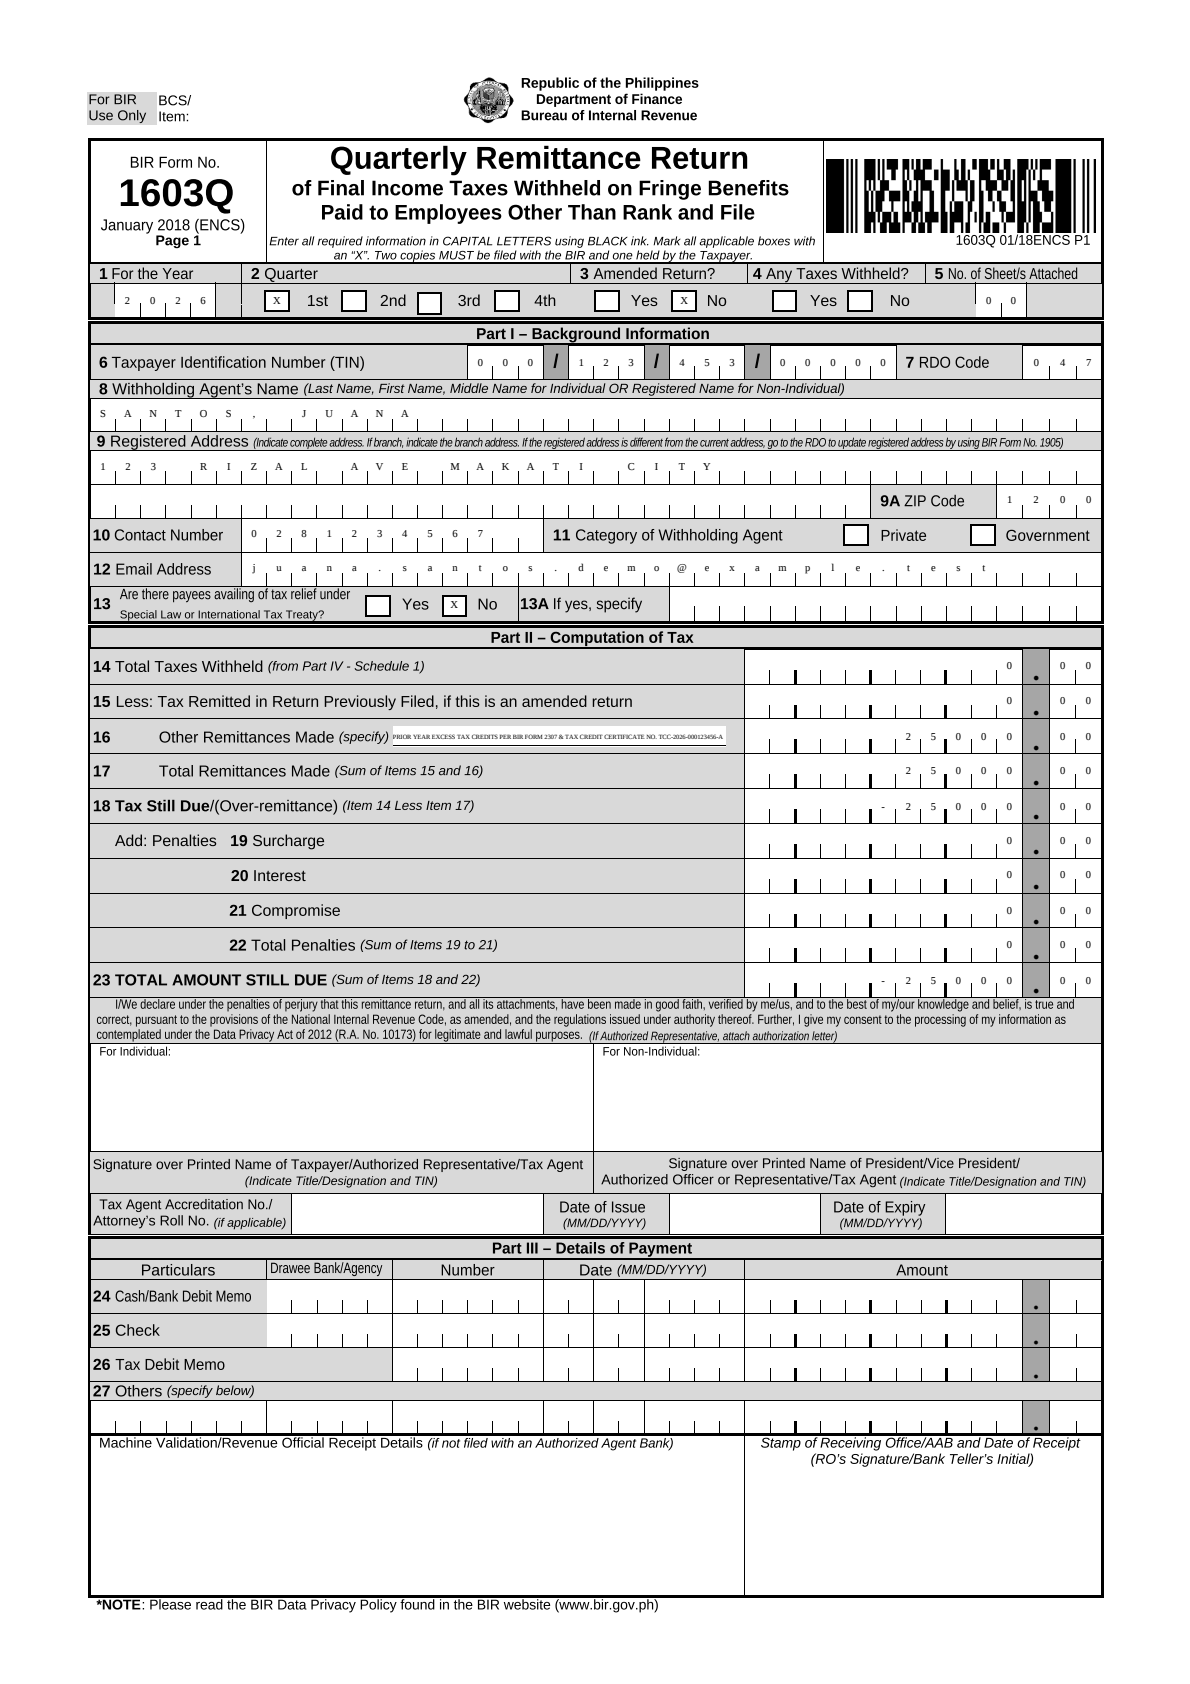 Republic of the Philippines
For BIR Use Only BCS/ Item:
Department of Finance
Bureau of Internal Revenue
BIR Form No.
1603Q
January 2018 (ENCS)
Page 1
Quarterly Remittance Return
of Final Income Taxes Withheld on Fringe Benefits
Paid to Employees Other Than Rank and File
Enter all required information in CAPITAL LETTERS using BLACK ink. Mark all applicable boxes with
an “X”. Two copies MUST be filed with the BIR and one held by the Taxpayer.
1603Q 01/18ENCS P1
1 For the Year 2 Quarter 3 Amended Return? 4 Any Taxes Withheld? 5 No. of Sheet/s Attached
2 0 2 6 X 1st 2nd 3rd 4th Yes X No Yes No 0 0
Part I – Background Information
6 Taxpayer Identification Number (TIN) 0 0 0 / 1 2 3 / 4 5 3 / 0 0 0 0 0 7 RDO Code 0 4 7
8 Withholding Agent’s Name (Last Name, First Name, Middle Name for Individual OR Registered Name for Non-Individual)
S A N T O S , J U A N A
9 Registered Address (Indicate complete address. If branch, indicate the branch address. If the registered address is different from the current address, go to the RDO to update registered address by using BIR Form No. 1905)
1 2 3 R I Z A L A V E M A K A T I C I T Y
9A ZIP Code 1 2 0 0
10 Contact Number 0 2 8 1 2 3 4 5 6 7 11 Category of Withholding Agent Private Government
12 Email Address j u a n a . s a n t o s . d e m o @ e x a m p l e . t e s t
13 Are there payees availing of tax relief under
Special Law or International Tax Treaty? Yes X No 13A If yes, specify
Part II – Computation of Tax
14 Total Taxes Withheld (from Part IV - Schedule 1) 0 . 0 0
15 Less: Tax Remitted in Return Previously Filed, if this is an amended return 0 . 0 0
16 Other Remittances Made (specify) PRIOR YEAR EXCESS TAX CREDITS PER BIR FORM 2307 & TAX CREDIT CERTIFICATE NO. TCC-2026-000123456-A 2 5 0 0 0 . 0 0
17 Total Remittances Made (Sum of Items 15 and 16) 2 5 0 0 0 . 0 0
18 Tax Still Due/(Over-remittance) (Item 14 Less Item 17) - 2 5 0 0 0 . 0 0
Add: Penalties 19 Surcharge 0 . 0 0
20 Interest 0 . 0 0
21 Compromise 0 . 0 0
22 Total Penalties (Sum of Items 19 to 21) 0 . 0 0
23 TOTAL AMOUNT STILL DUE (Sum of Items 18 and 22) - 2 5 0 0 0 . 0 0
I/We declare under the penalties of perjury that this remittance return, and all its attachments, have been made in good faith, verified by me/us, and to the best of my/our knowledge and belief, is true and
correct, pursuant to the provisions of the National Internal Revenue Code, as amended, and the regulations issued under authority thereof. Further, I give my consent to the processing of my information as
contemplated under the Data Privacy Act of 2012 (R.A. No. 10173) for legitimate and lawful purposes. (If Authorized Representative, attach authorization letter)
For Individual: For Non-Individual:
Signature over Printed Name of Taxpayer/Authorized Representative/Tax Agent
(Indicate Title/Designation and TIN)
Signature over Printed Name of President/Vice President/
Authorized Officer or Representative/Tax Agent (Indicate Title/Designation and TIN)
Tax Agent Accreditation No./
Attorney’s Roll No. (if applicable)
Date of Issue
(MM/DD/YYYY)
Date of Expiry
(MM/DD/YYYY)
Part III – Details of Payment
Particulars Drawee Bank/Agency Number Date (MM/DD/YYYY) Amount
24 Cash/Bank Debit Memo .
25 Check .
26 Tax Debit Memo .
27 Others (specify below)
.
Machine Validation/Revenue Official Receipt Details (if not filed with an Authorized Agent Bank)
Stamp of Receiving Office/AAB and Date of Receipt
(RO’s Signature/Bank Teller’s Initial)
*NOTE: Please read the BIR Data Privacy Policy found in the BIR website (www.bir.gov.ph)